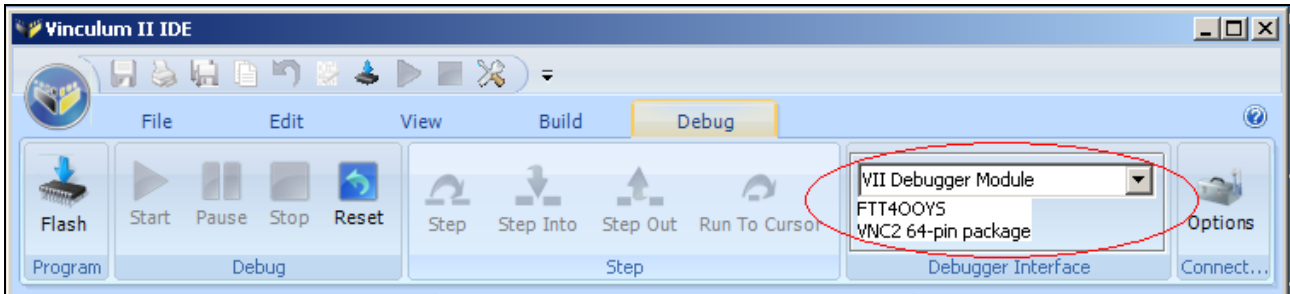 Vinculum II IDE
File Edit View Build Debug
Flash Start Pause Stop Reset Step Step Into Step Out Run To Cursor VII Debugger Module Options
FTT4OOYS
VNC2 64-pin package
Program Debug Step Debugger Interface Connect...